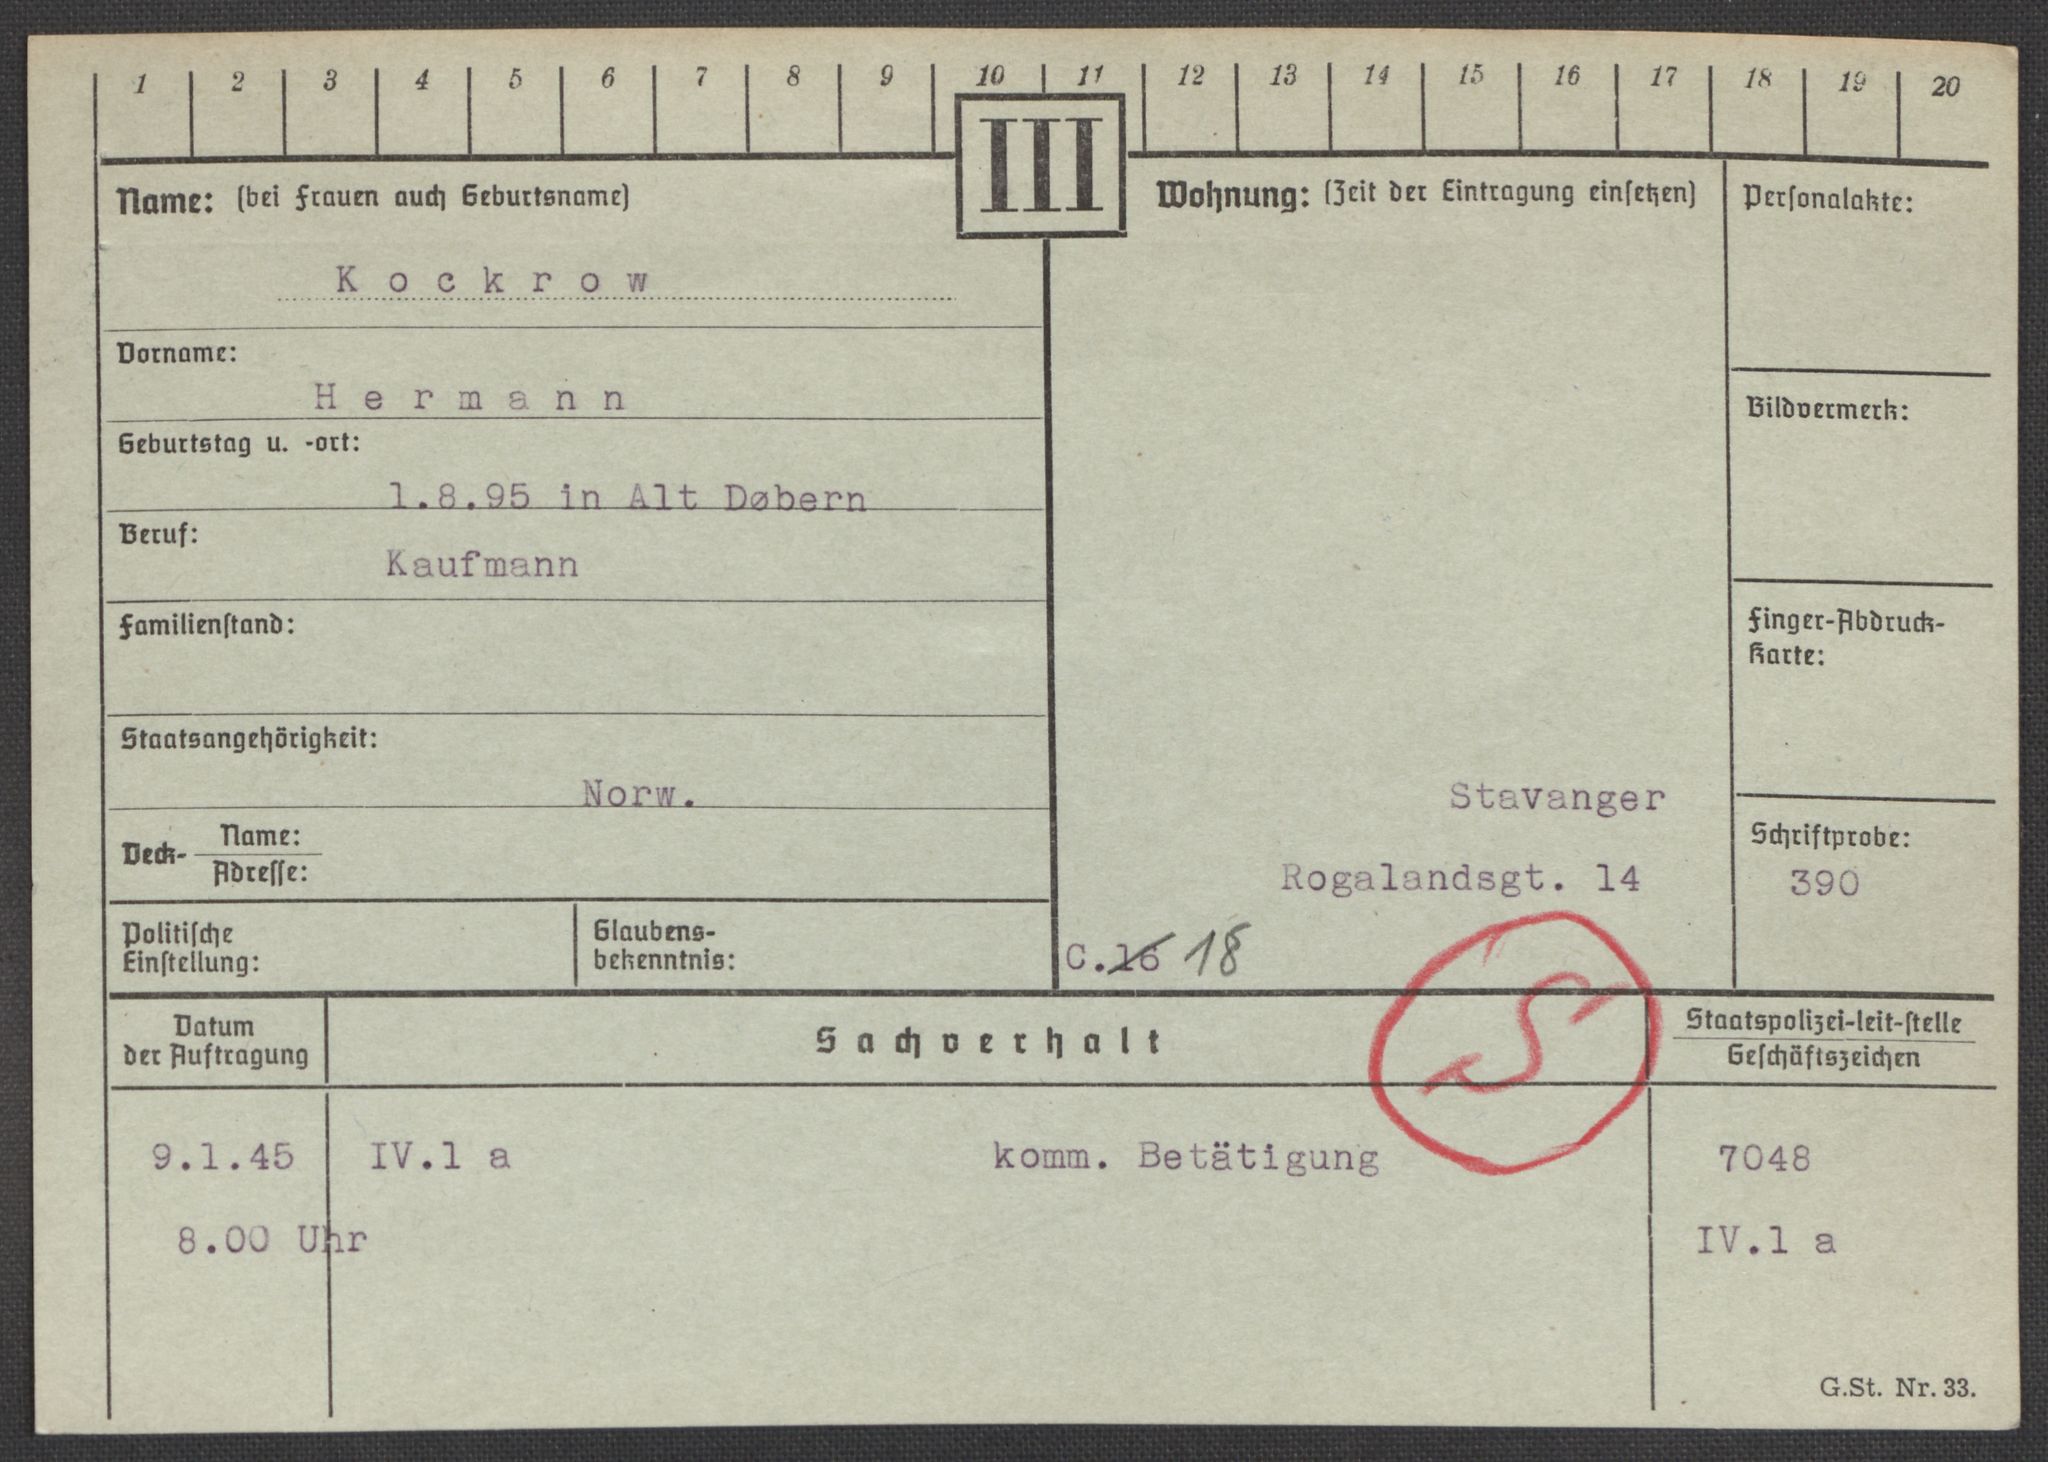 1 2 3 4 5 6 7 8 9 10 11 12 13 14 15 16 17 18 19 20
III
Name: (bei Frauen auch Geburtsname)
Kockrow
Vorname:
Hermann
Geburtstag u. -ort:
1.8.95 in Alt Døbern
Beruf:
Kaufmann
Familienstand:
Staatsangehörigkeit:
Norw.
Deck- Name:
Adresse:
Politische
Einstellung:
Glaubens-
bekenntnis:
Wohnung: (Zeit der Eintragung einsetzen)
Stavanger
Rogalandsgt. 14
C.16 18
Personalakte:
Bildvermerk:
Finger-Abdruck-
Karte:
Schriftprobe:
390
Datum
der Auftragung
Sachverhalt
S
Staatspolizei-leit-stelle
Geschäftszeichen
9.1.45 IV.1 a komm. Betätigung 7048
8.00 Uhr IV.1 a
G.St. Nr. 33.